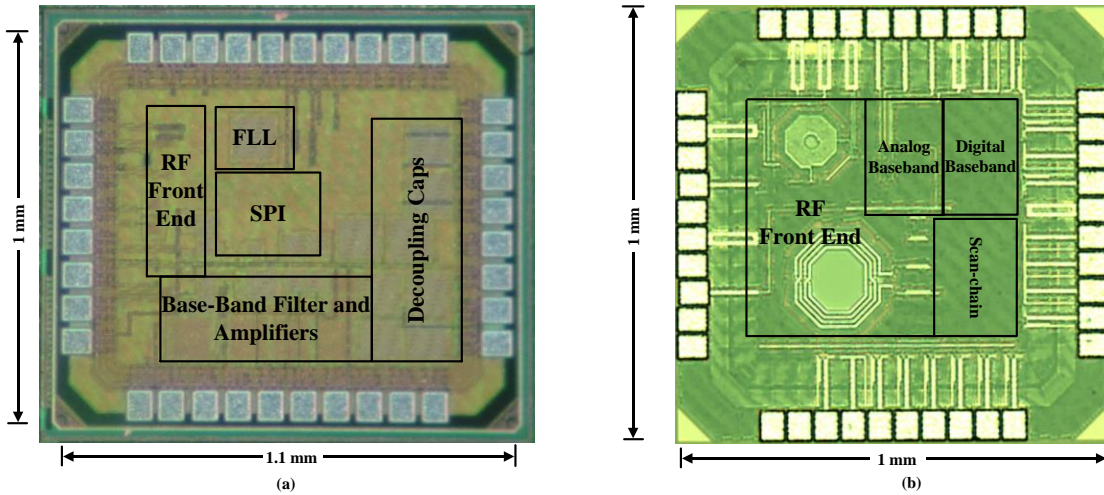 1 mm
RF
Front
End
FLL
SPI
Decoupling Caps
Base-Band Filter and
Amplifiers
1.1 mm
(a)
1 mm
RF
Front End
Analog
Baseband
Digital
Baseband
Scan-chain
1 mm
(b)